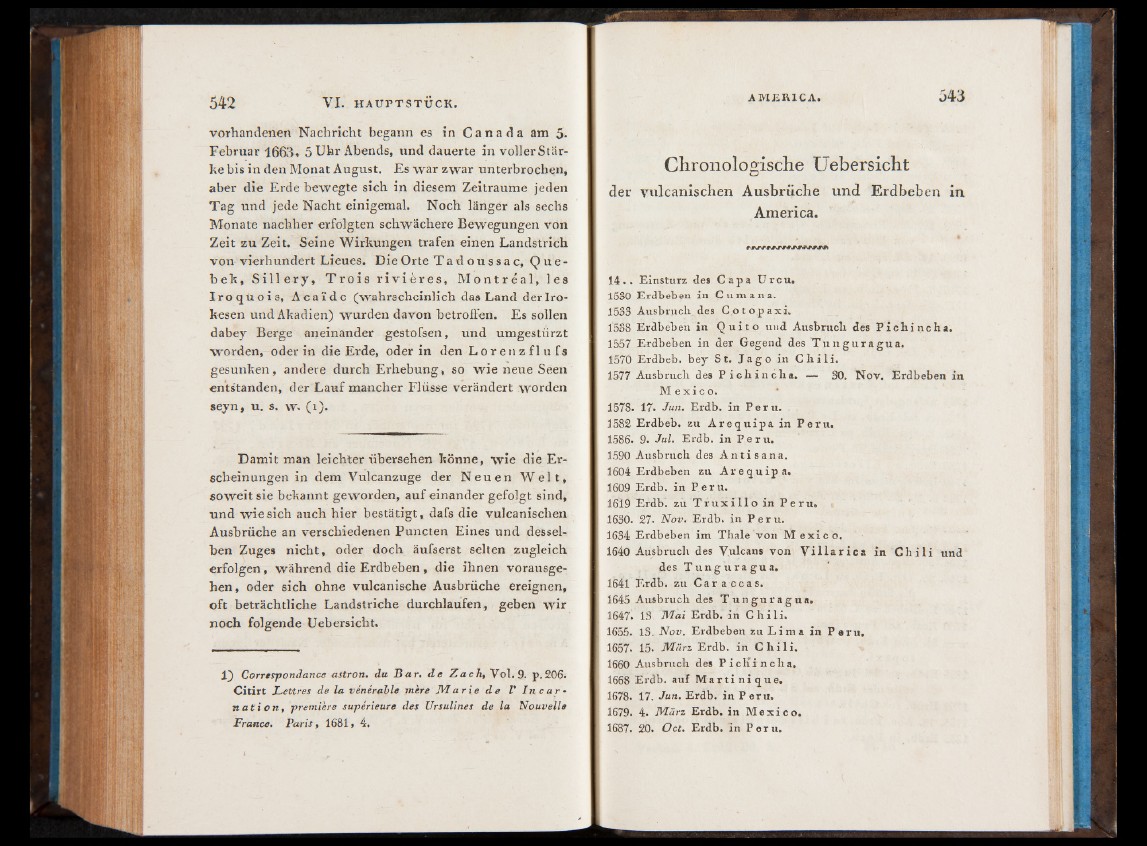 542 VI. HAUPTSTÜCK.
vorhandenen Nachricht begann es in Canada am 5.
Februar 1663, 5 Uhr Abends, und dauerte in voller Stär-
ke bis in den Monat August. Es war zwar unterbrochen,
aber die Erde bewegte sich in diesem Zeitraume jeden
Tag und jede Nacht einigemal. Noch länger als sechs
Monate nachher erfolgten schwächere Bewegungen von
Zeit zu Zeit. Seine Wirkungen trafen einen Landstrich
von vierhundert Lieues. Die Orte Tadoussac, Que-
bek, Sillery, Trois rivières, Montréal, les
Iroquois, Acaïde (wahrscheinlich das Land der Iro-
kesen und Akadien) wurden davon betroffen. Es sollen
dabey Berge aneinander gestofsen, und umgestürzt
worden, oder in die Erde, oder in den Lorenzflufs
gesunken, andere durch Erhebung, so wie neue Seen
entstanden, der Lauf mancher Flüsse verändert worden
seyn, u. s. w. (1).
Damit man leichter übersehen könne, wie die Er-
scheinungen in dem Vulcanzuge der Neuen Welt,
soweit sie bekannt geworden, auf einander gefolgt sind,
und wie sich auch hier bestätigt, dafs die vulcanischen
Ausbrüche an verschiedenen Puncten Eines und dessel-
ben Zuges nicht, oder doch äufserst selten zugleich
erfolgen, während die Erdbeben, die ihnen vorausge-
hen, oder sich ohne vulcanische Ausbrüche ereignen,
oft beträchtliche Landstriche durchlaufen, geben wir
noch folgende Uebersicht.
1) Correspondance astron. du Bar. de Zach, Vol. 9. p. 206.
Citirt Lettres de la vénérable mère Marie de l' Incar-
nation, première supérieure des Ursulines de la Nouvelle
France. Paris, 1681, 4.
AMERICA. 543
Chronologische Uebersicht
der vulcanischen Ausbrüche und Erdbeben in
America.
14.. Einsturz des Capa Urcu.
1530 Erdbeben in Cumana.
1533 Ausbruch des Cotopaxi.
1538 Erdbeben in Quito und Ausbruch des Pichincha.
1557 Erdbeben in der Gegend des Tunguragua.
1570 Erdbeb. bey St. Jago in Chili.
1577 Ausbruch des Pichincha. — 30. Nov. Erdbeben in
Mexico.
1578. 17. Jun. Erdb. in Peru.
1582 Erdbeb. zu Arequipa in Peru.
1586. 9. Jul. Erdb. in Peru.
1590 Ausbruch des Antisana.
1604 Erdbeben zu Arequipa.
1609 Erdb. in Peru.
1619 Erdb. zu Truxillo in Peru.
1630. 27. Nov. Erdb. in Peru.
1634 Erdbeben im Thale von Mexico.
1640 Ausbruch des Vulcans von Villarica in Chili und
des Tunguragua.
1641 Erdb. zu Caraccas.
1645 Ausbruch des Tunguragua.
1647. 13 Mai Erdb. in Chili.
1655. 13. Nov. Erdbeben zu Lima in Peru.
1657. 15. März Erdb. in Chili.
1660 Ausbruch des Pichincha.
1668 Erdb. auf Martinique.
1678. 17. Jun. Erdb. in Peru.
1679. 4. März Erdb. in Mexico.
1687. 20. Oct. Erdb. in Peru.